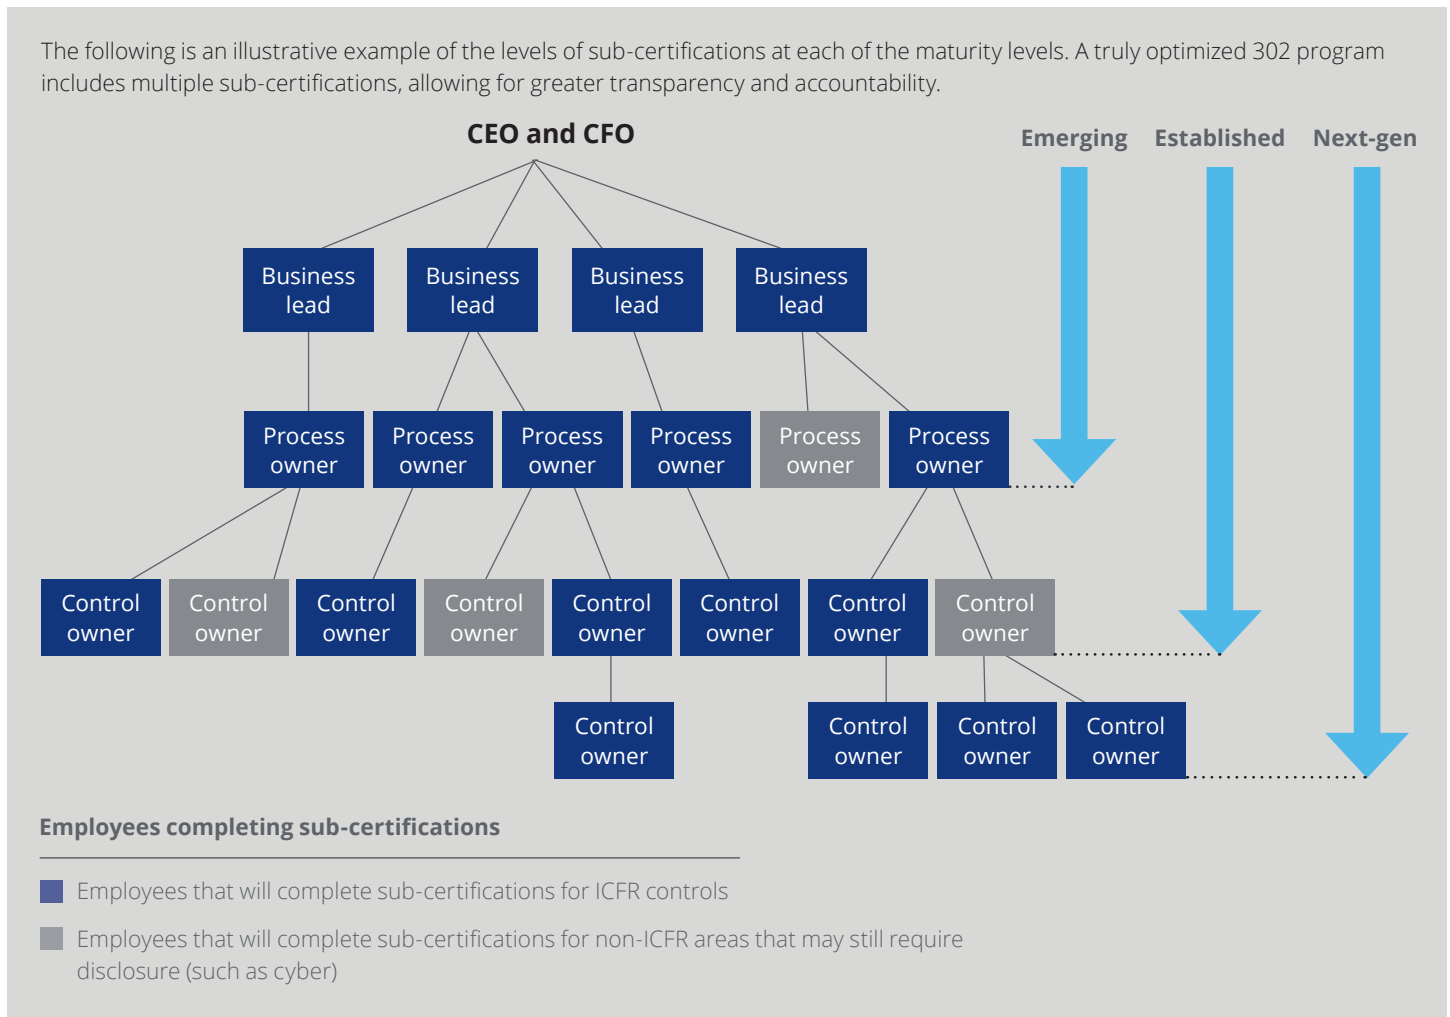 The following is an illustrative example of the levels of sub-certifications at each of the maturity levels. A truly optimized 302 program
includes multiple sub-certifications, allowing for greater transparency and accountability.
CEO and CFO
Emerging
Established
Next-gen
Business
lead
Business
lead
Business
lead
Business
lead
Process
owner
Process
owner
Process
owner
Process
owner
Process
owner
Process
owner
Control
owner
Control
owner
Control
owner
Control
owner
Control
owner
Control
owner
Control
owner
Control
owner
Control
owner
Control
owner
Control
owner
Control
owner
Employees completing sub-certifications
Employees that will complete sub-certifications for ICFR controls
Employees that will complete sub-certifications for non-ICFR areas that may still require
disclosure (such as cyber)